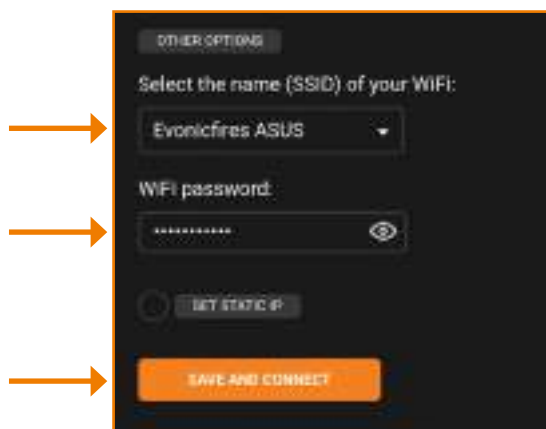 OTHER OPTIONS
Select the name (SSID) of your WiFi:
Evonicfires ASUS
WiFi password:
•••••••••••
SET STATIC IP
SAVE AND CONNECT